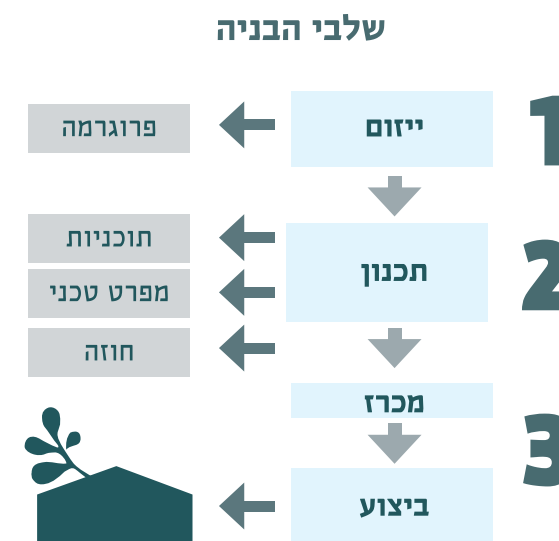 שלבי הבניה
1
ייזום
פרוגרמה
2
תכנון
תוכניות
מפרט טכני
חוזה
3
מכרז
ביצוע